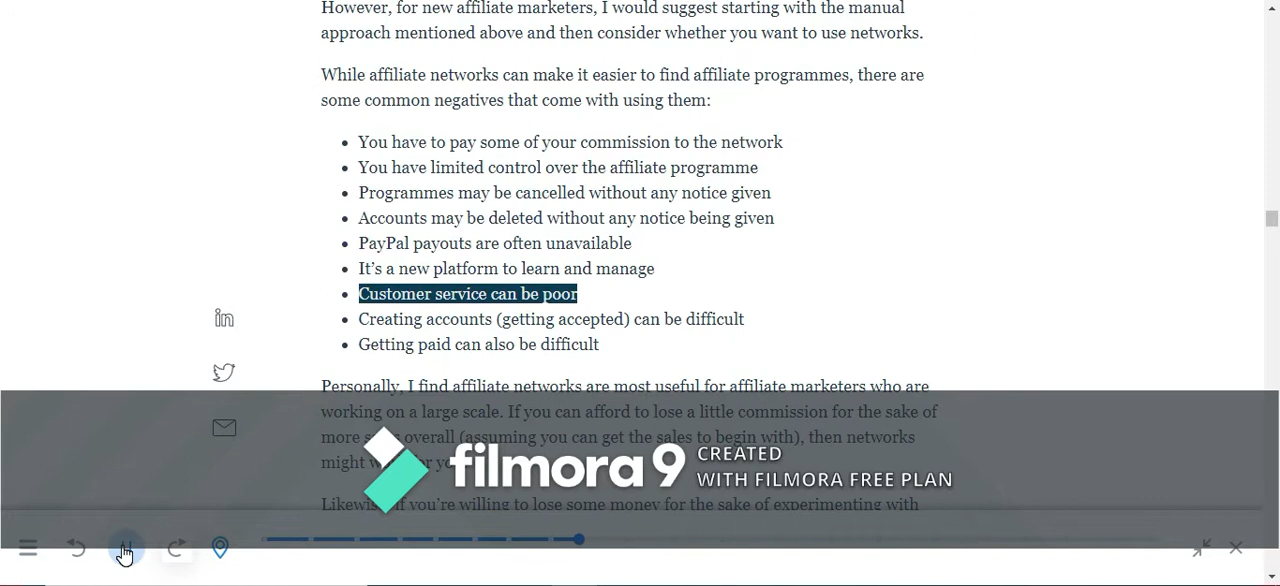 However, for new affiliate marketers, I would suggest starting with the manual
approach mentioned above and then consider whether you want to use networks.
While affiliate networks can make it easier to find affiliate programmes, there are
some common negatives that come with using them:
• You have to pay some of your commission to the network
• You have limited control over the affiliate programme
• Programmes may be cancelled without any notice given
• Accounts may be deleted without any notice being given
• PayPal payouts are often unavailable
• It's a new platform to learn and manage
• Customer service can be poor
• Creating accounts (getting accepted) can be difficult
• Getting paid can also be difficult
in
Personally, I find affiliate networks are most useful for affiliate marketers who are
working on a large scale. If you can afford to lose a little commission for the sake of
more overall (assuming you can get the sales to begin with), then networks
might
filmora9 CREATED
WITH FILMORA FREE PLAN
Likewise, if you're willing to lose some money for the sake of experimenting with